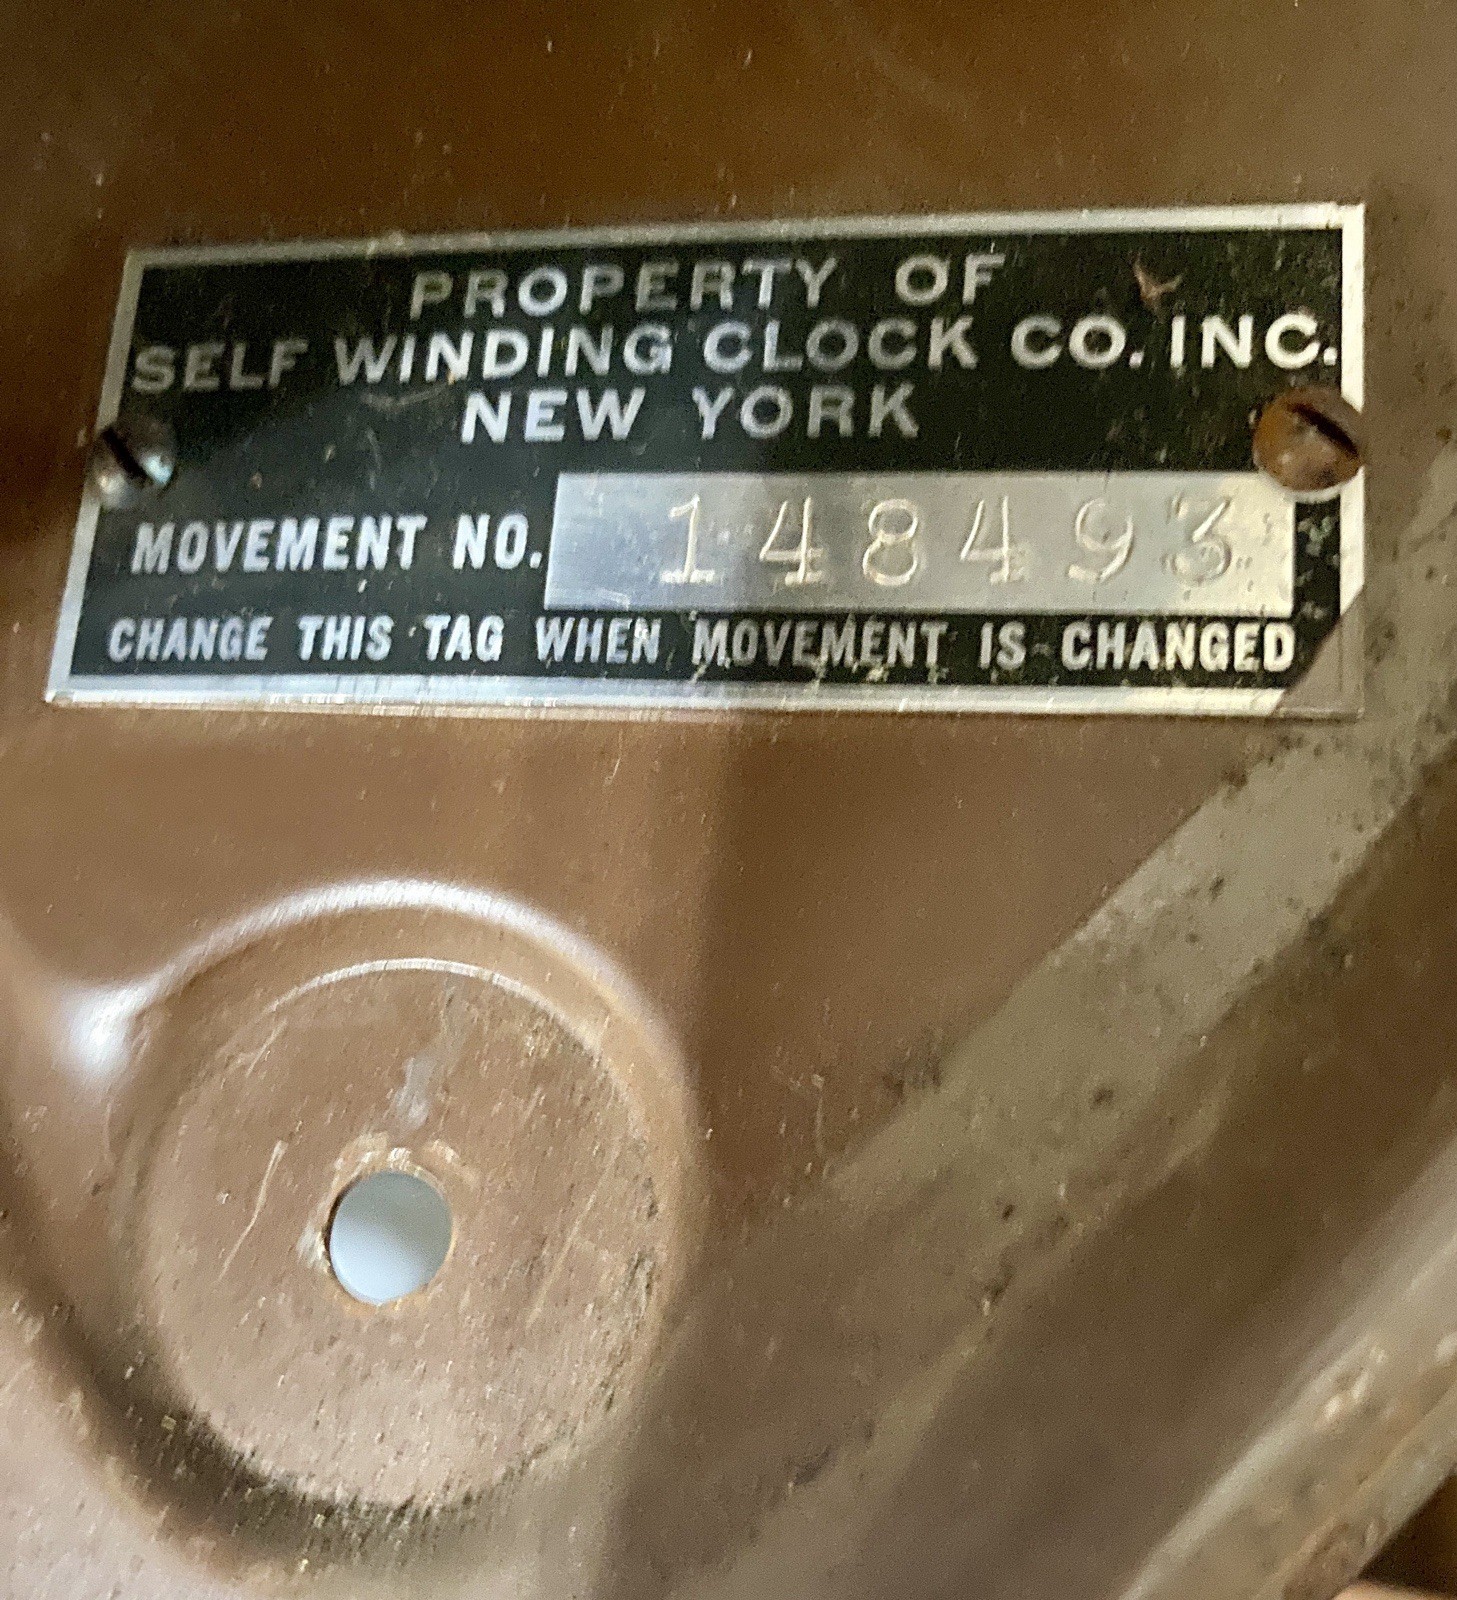 PROPERTY OF
SELF WINDING CLOCK CO. INC.
NEW YORK
MOVEMENT NO. 148493
CHANGE THIS TAG WHEN MOVEMENT IS CHANGED